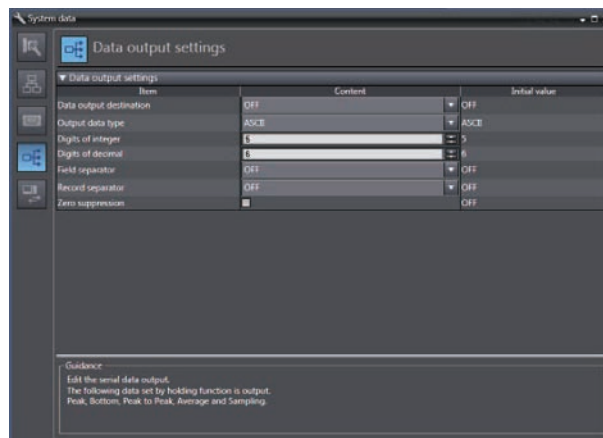 System data
Data output settings
▼ Data output settings
Item Content Initial value
Data output destination OFF OFF
Output data type ASCII ASCII
Digits of integer 5 5
Digits of decimal 6 6
Field separator OFF OFF
Record separator OFF OFF
Zero suppression OFF
Guidance
Edit the serial data output.
The following data set by holding function is output.
Peak, Bottom, Peak to Peak, Average and Sampling.